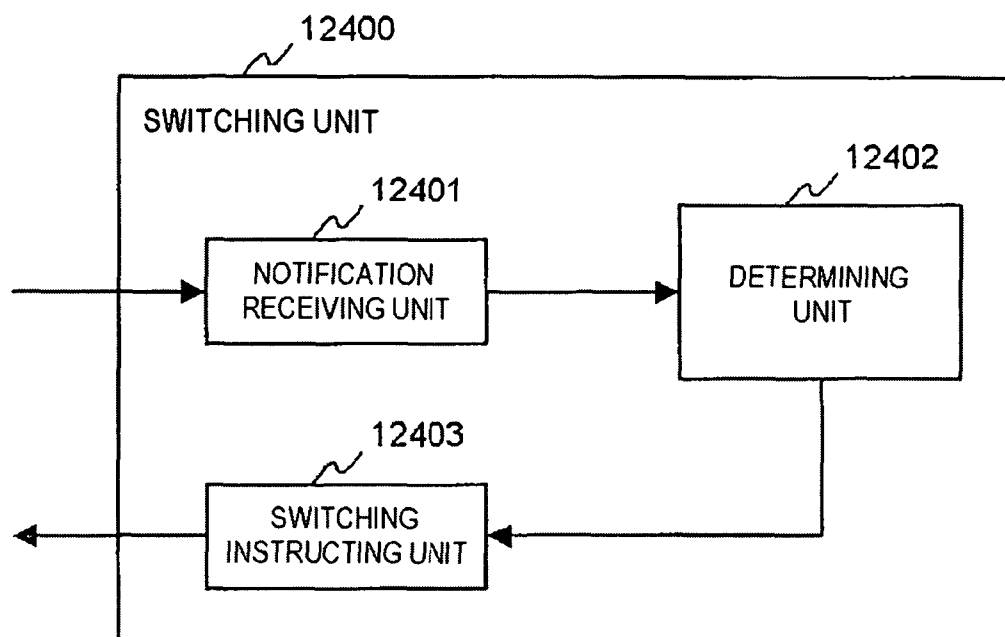 12400
SWITCHING UNIT
12402
12401
NOTIFICATION
RECEIVING UNIT
DETERMINING
UNIT
12403
SWITCHING
INSTRUCTING UNIT